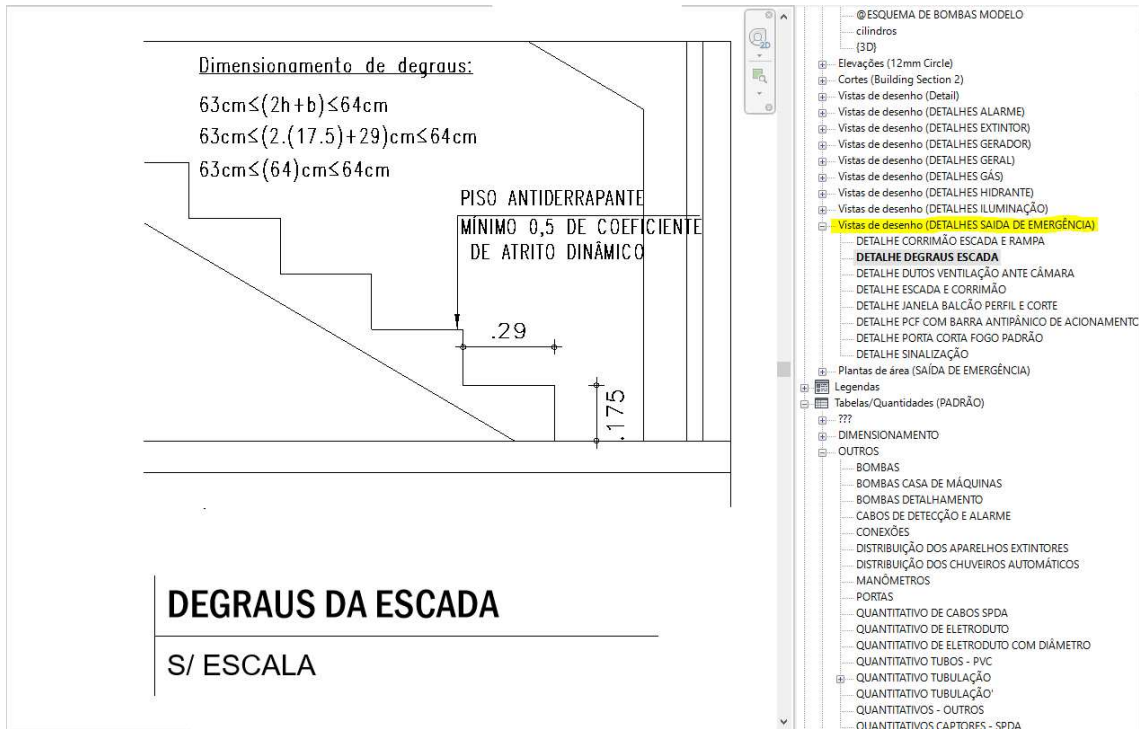 Dimensionamento de degraus:
63cm≤(2h+b)≤64cm
63cm≤(2.(17.5)+29)cm≤64cm
63cm≤(64)cm≤64cm
PISO ANTIDERRAPANTE
MÍNIMO 0,5 DE COEFICIENTE
DE ATRITO DINÂMICO
.29
.175
DEGRAUS DA ESCADA
S/ ESCALA
2D
@ESQUEMA DE BOMBAS MODELO
cilindros
{3D}
Elevações (12mm Circle)
Cortes (Building Section 2)
Vistas de desenho (Detail)
Vistas de desenho (DETALHES ALARME)
Vistas de desenho (DETALHES EXTINTOR)
Vistas de desenho (DETALHES GERADOR)
Vistas de desenho (DETALHES GERAL)
Vistas de desenho (DETALHES GÁS)
Vistas de desenho (DETALHES HIDRANTE)
Vistas de desenho (DETALHES ILUMINAÇÃO)
Vistas de desenho (DETALHES SAIDA DE EMERGÊNCIA)
DETALHE CORRIMÃO ESCADA E RAMPA
DETALHE DEGRAUS ESCADA
DETALHE DUTOS VENTILAÇÃO ANTE CÂMARA
DETALHE ESCADA E CORRIMÃO
DETALHE JANELA BALCÃO PERFIL E CORTE
DETALHE PCF COM BARRA ANTIPÂNICO DE ACIONAMENTO
DETALHE PORTA CORTA FOGO PADRÃO
DETALHE SINALIZAÇÃO
Plantas de área (SAÍDA DE EMERGÊNCIA)
Legendas
Tabelas/Quantidades (PADRÃO)
???
DIMENSIONAMENTO
OUTROS
BOMBAS
BOMBAS CASA DE MÁQUINAS
BOMBAS DETALHAMENTO
CABOS DE DETECÇÃO E ALARME
CONEXÕES
DISTRIBUIÇÃO DOS APARELHOS EXTINTORES
DISTRIBUIÇÃO DOS CHUVEIROS AUTOMÁTICOS
MANÔMETROS
PORTAS
QUANTITATIVO DE CABOS SPDA
QUANTITATIVO DE ELETRODUTO
QUANTITATIVO DE ELETRODUTO COM DIÂMETRO
QUANTITATIVO TUBOS - PVC
QUANTITATIVO TUBULAÇÃO
QUANTITATIVO TUBULAÇÃO'
QUANTITATIVOS - OUTROS
QUANTITATIVOS CAPTORES - SPDA